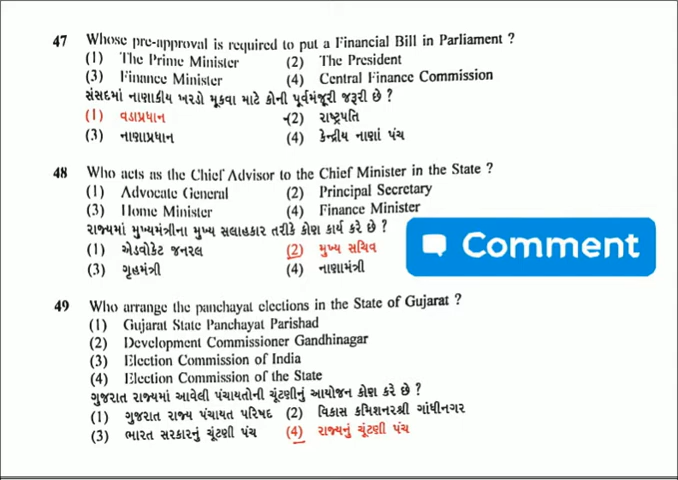 47 Whose pre-approval is required to put a Financial Bill in Parliament ?
(1) The Prime Minister (2) The President
(3) Finance Minister (4) Central Finance Commission
સંસદમાં નાણાકીય ખરડો મૂકવા માટે કોની પૂર્વમંજૂરી જરૂરી છે ?
(1) વડાપ્રધાન (2) રાષ્ટ્રપતિ
(3) નાણાપ્રધાન (4) કેન્દ્રીય નાણાં પંચ
48 Who acts as the Chief Advisor to the Chief Minister in the State ?
(1) Advocate General (2) Principal Secretary
(3) Home Minister (4) Finance Minister
રાજ્યમાં મુખ્યમંત્રીના મુખ્ય સલાહકાર તરીકે કોણ કાર્ય કરે છે ?
(1) એડવોકેટ જનરલ (2) મુખ્ય સચિવ
(3) ગૃહમંત્રી (4) નાણામંત્રી
Comment
49 Who arrange the panchayat elections in the State of Gujarat ?
(1) Gujarat State Panchayat Parishad
(2) Development Commissioner Gandhinagar
(3) Election Commission of India
(4) Election Commission of the State
ગુજરાત રાજ્યમાં આવેલી પંચાયતોની ચૂંટણીનું આયોજન કોણ કરે છે ?
(1) ગુજરાત રાજ્ય પંચાયત પરિષદ (2) વિકાસ કમિશનરશ્રી ગાંધીનગર
(3) ભારત સરકારનું ચૂંટણી પંચ (4) રાજ્યનું ચૂંટણી પંચ